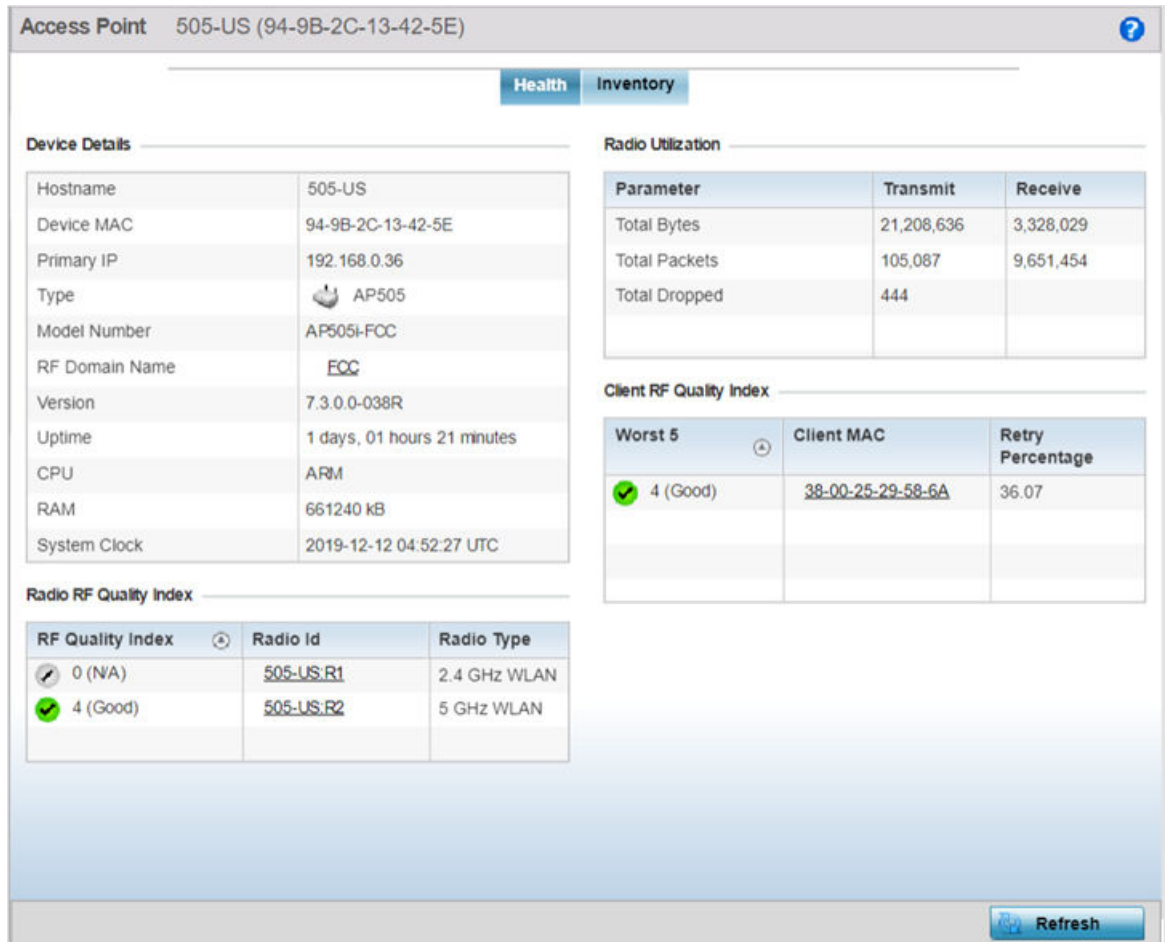 Access Point 505-US (94-9B-2C-13-42-5E) ?
Health Inventory
Device Details
Hostname 505-US
Device MAC 94-9B-2C-13-42-5E
Primary IP 192.168.0.36
Type AP505
Model Number AP505i-FCC
RF Domain Name FCC
Version 7.3.0.0-038R
Uptime 1 days, 01 hours 21 minutes
CPU ARM
RAM 661240 kB
System Clock 2019-12-12 04:52:27 UTC
Radio RF Quality Index
RF Quality Index Radio Id Radio Type
0 (N/A) 505-US:R1 2.4 GHz WLAN
4 (Good) 505-US:R2 5 GHz WLAN
Radio Utilization
Parameter Transmit Receive
Total Bytes 21,208,636 3,328,029
Total Packets 105,087 9,651,454
Total Dropped 444
Client RF Quality Index
Worst 5 Client MAC Retry
Percentage
4 (Good) 38-00-25-29-58-6A 36.07
Refresh